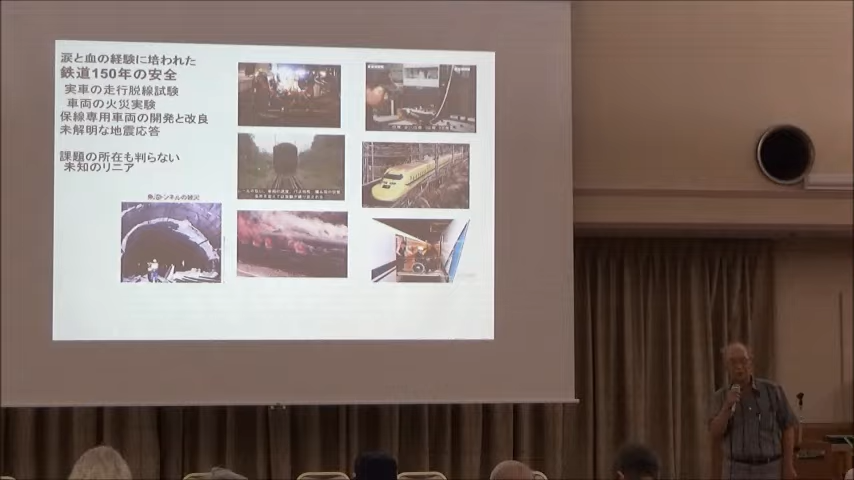 涙と血の経験に培われた
鉄道150年の安全
実車の走行脱線試験
車両の火災実験
保線専用車両の開発と改良
未解明な地震応答
課題の所在も判らない
未知のリニア